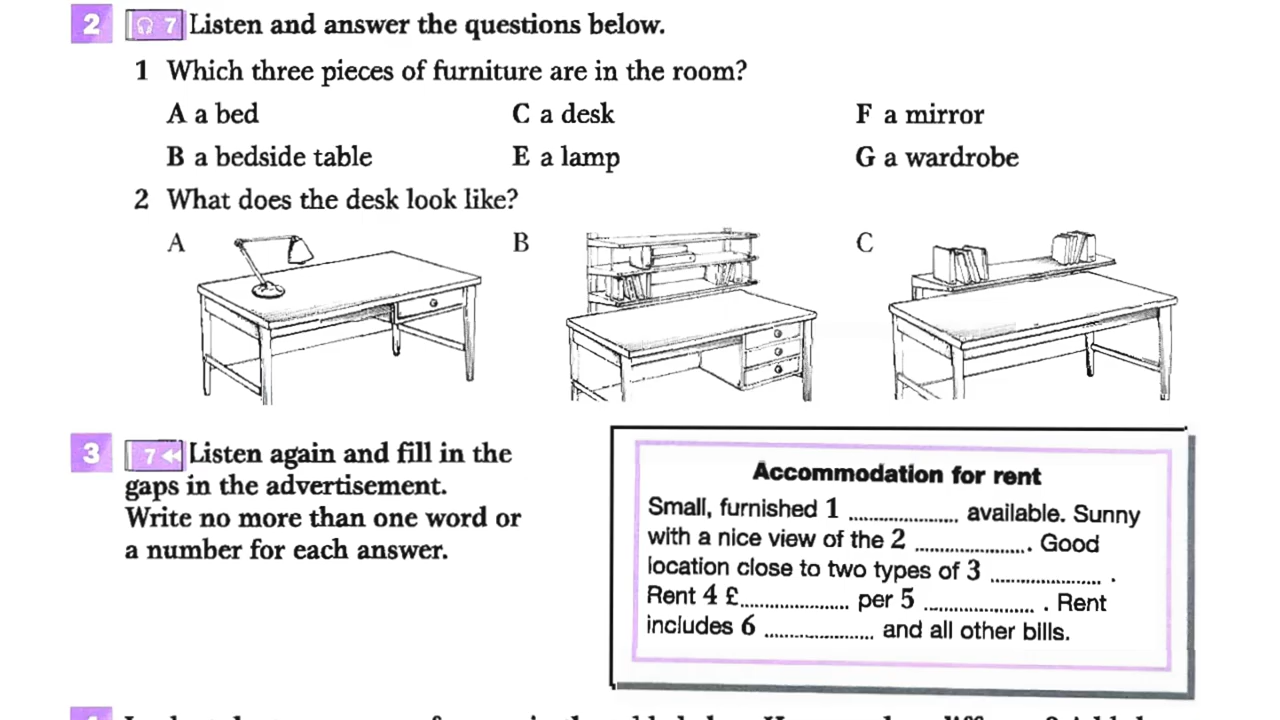 2 7 Listen and answer the questions below.
1 Which three pieces of furniture are in the room?
A a bed C a desk F a mirror
B a bedside table E a lamp G a wardrobe
2 What does the desk look like?
A B C
3 7 Listen again and fill in the
gaps in the advertisement.
Write no more than one word or
a number for each answer.
Accommodation for rent
Small, furnished 1 ...................... available. Sunny
with a nice view of the 2 ...................... . Good
location close to two types of 3 ...................... .
Rent 4 £...................... per 5 ...................... . Rent
includes 6 ...................... and all other bills.